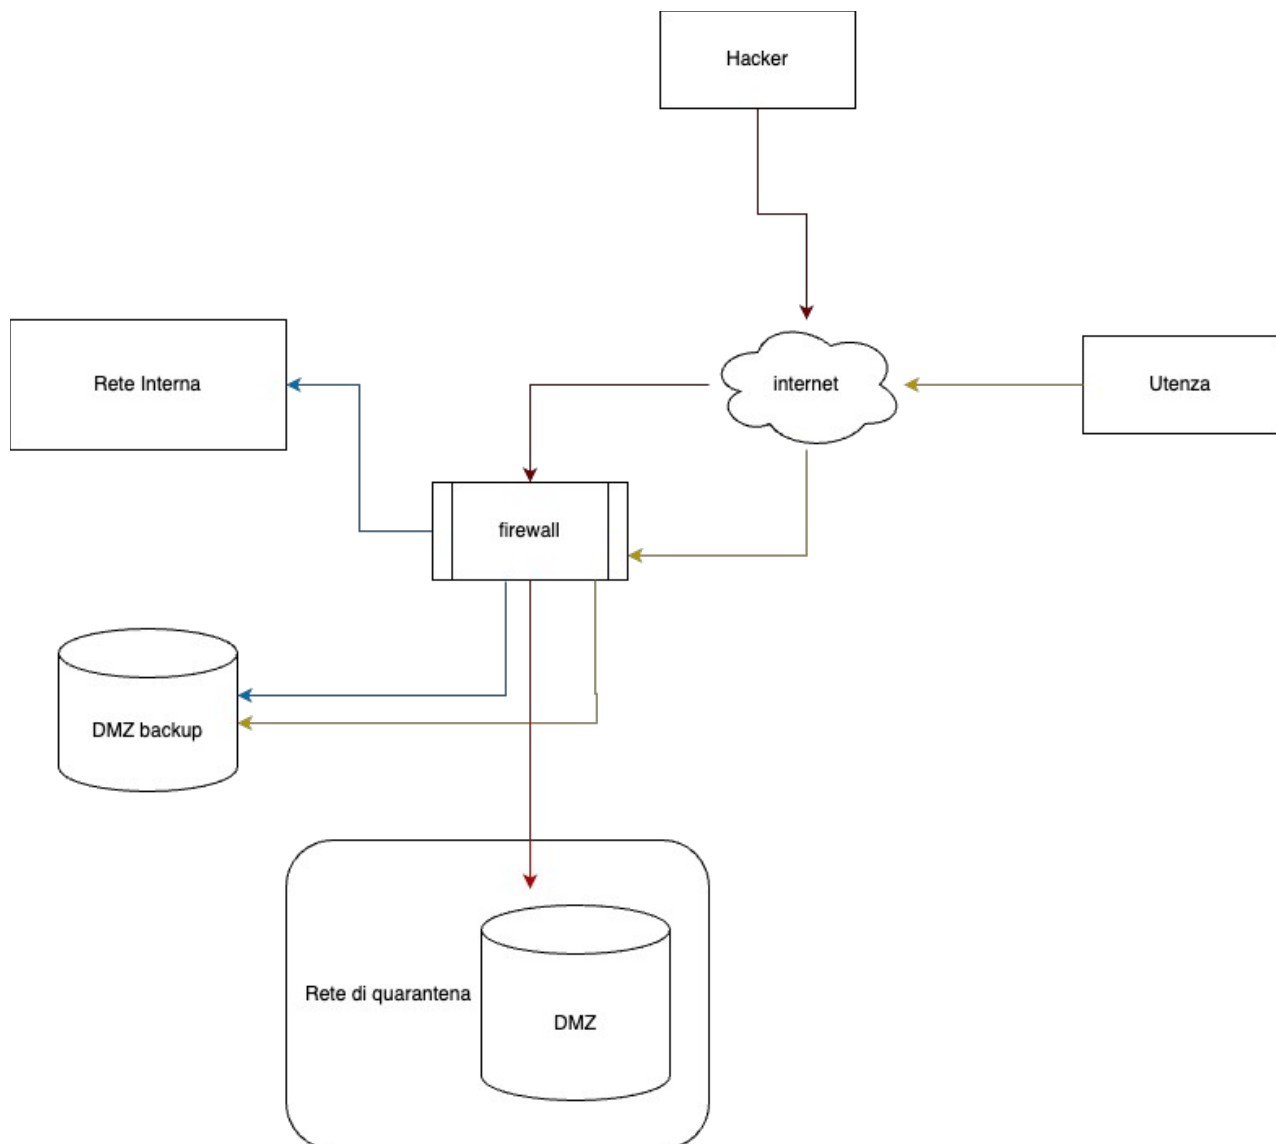 Hacker
Rete Interna
internet
Utenza
firewall
DMZ backup
Rete di quarantena
DMZ